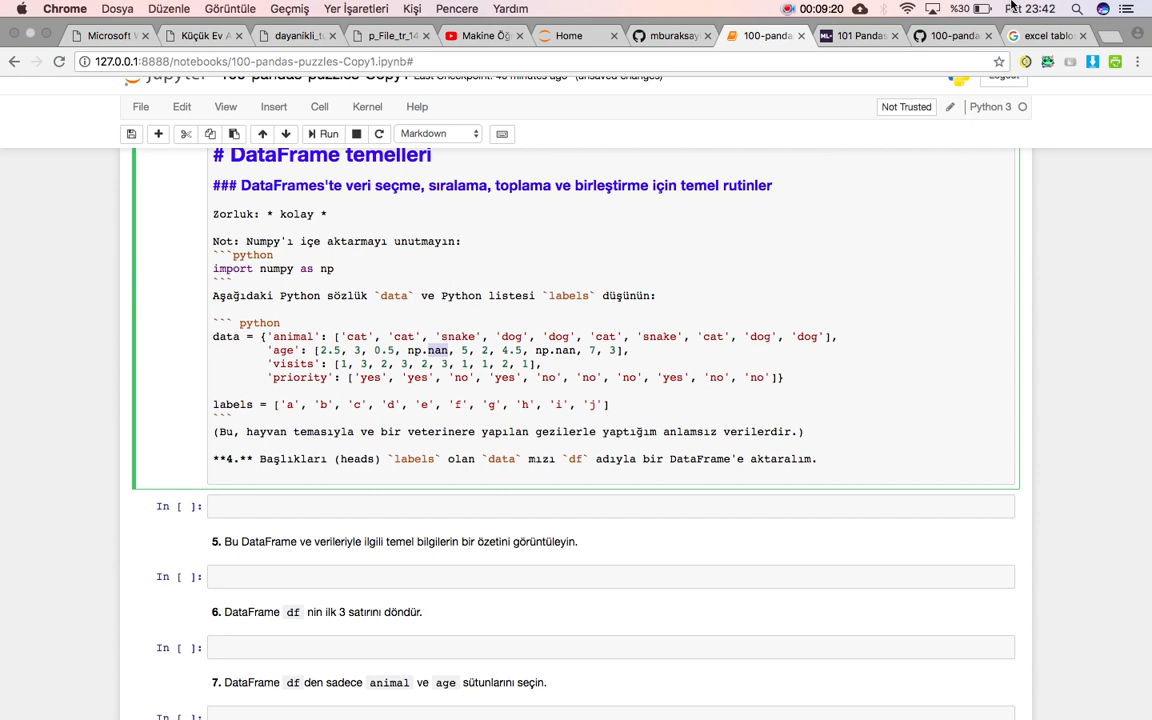 Chrome Dosya Düzenle Görüntüle Geçmiş Yer İşaretleri Kişi Pencere Yardım 00:09:20 %30 23:42
Microsoft W Küçük Ev A dayanikli_tu p_File_tr_14 Makine Öğr Home mburaksay 100-panda 101 Pandas 100-pandas excel tablos
127.0.0.1:8888/notebooks/100-pandas-puzzles-Copy1.ipynb#
File Edit View Insert Cell Kernel Help Not Trusted Python 3
Run Markdown
# DataFrame temelleri
### DataFrames'te veri seçme, sıralama, toplama ve birleştirme için temel rutinler
Zorluk: * kolay *
Not: Numpy'ı içe aktarmayı unutmayın:
```python
import numpy as np
```
Aşağıdaki Python sözlük `data` ve Python listesi `labels` düşünün:
``` python
data = {'animal': ['cat', 'cat', 'snake', 'dog', 'dog', 'cat', 'snake', 'cat', 'dog', 'dog'],
'age': [2.5, 3, 0.5, np.nan, 5, 2, 4.5, np.nan, 7, 3],
'visits': [1, 3, 2, 3, 2, 3, 1, 1, 2, 1],
'priority': ['yes', 'yes', 'no', 'yes', 'no', 'no', 'no', 'yes', 'no', 'no']}
labels = ['a', 'b', 'c', 'd', 'e', 'f', 'g', 'h', 'i', 'j']
```
(Bu, hayvan temasıyla ve bir veterinere yapılan gezilerle yaptığım anlamsız verilerdir.)
**4.** Başlıkları (heads) `labels` olan `data` mızı `df` adıyla bir DataFrame'e aktaralım.
In [ ]:
5. Bu DataFrame ve verileriyle ilgili temel bilgilerin bir özetini görüntüleyin.
In [ ]:
6. DataFrame df nin ilk 3 satırını döndür.
In [ ]:
7. DataFrame df den sadece animal ve age sütunlarını seçin.
In [ ]: